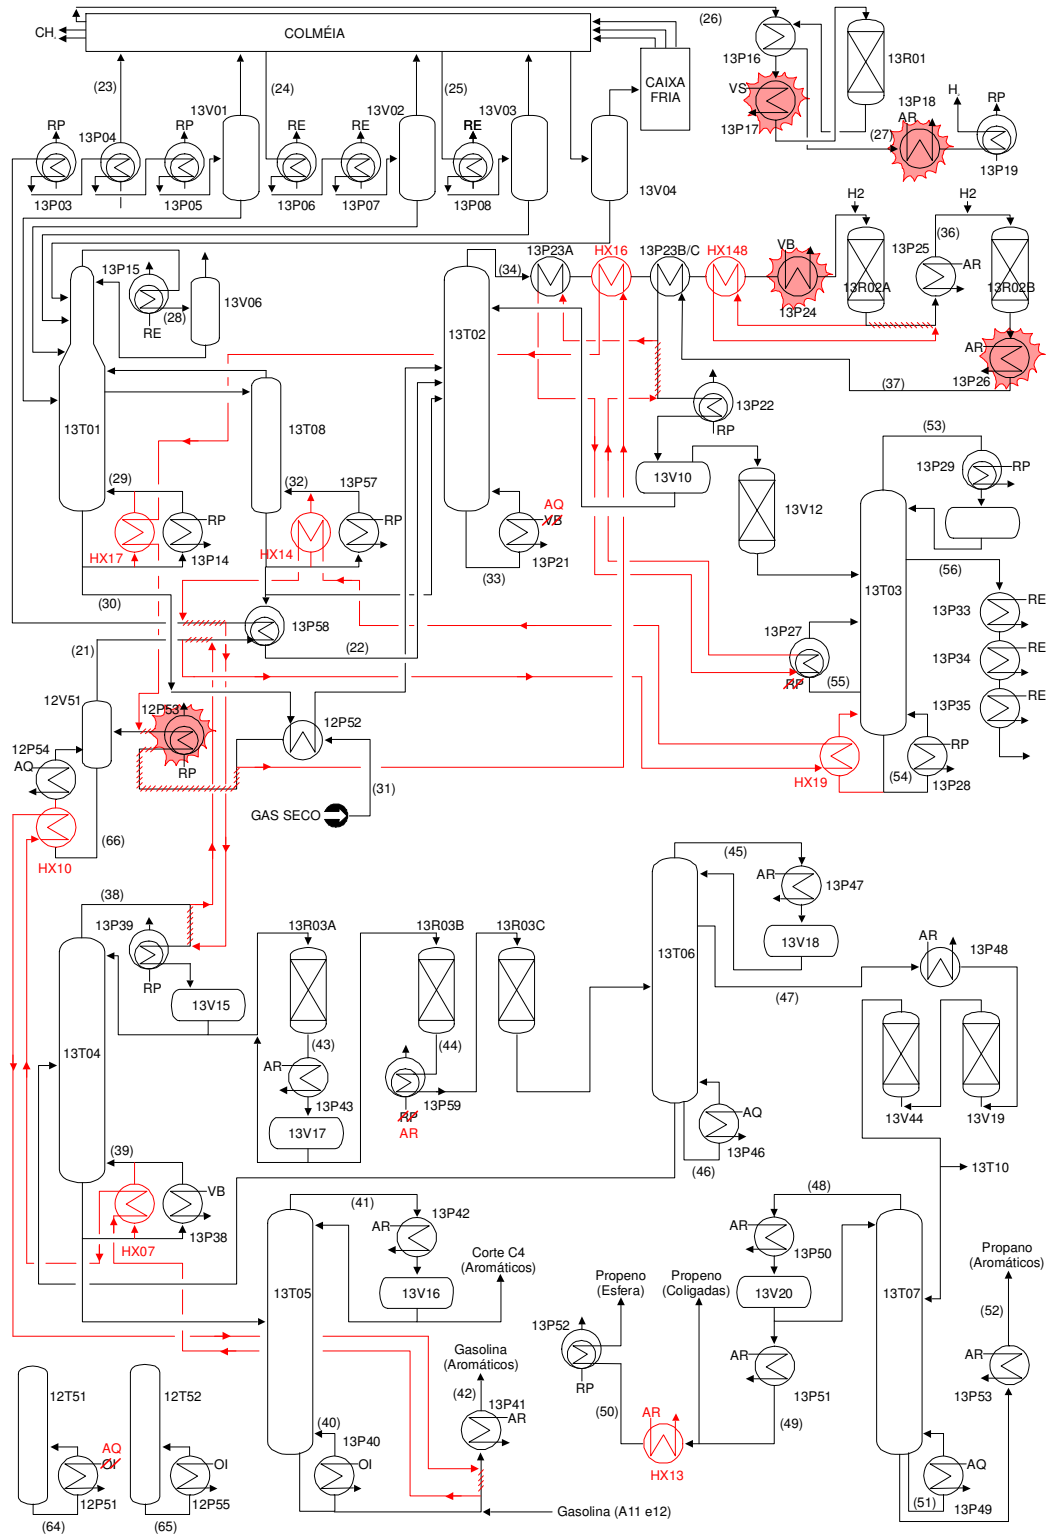 (26)
COLMÉIA
CH4
CAIXA
FRIA
13P16
13R01
VS
13P17
13P18
AR
H2
RP
(27)
13P19
(23)
(24)
(25)
13V01
13V02
13V03
13V04
RP
13P04
RP
RE
RE
RE
13P03
13P05
13P06
13P07
13P08
H2
H2
(36)
13P15
(28)
13V06
RE
(34)
13P23A
HX16
13P23B/C
HX148
VB
13P24
13R02A
13P25
AR
13R02B
AR
13P26
(37)
13T02
13P22
RP
13T01
13T08
(29)
(32)
13P57
RP
RP
HX17
13P14
HX14
AQ
VB
13P21
(33)
13V10
13V12
(53)
13P29
RP
13T03
(56)
RE
13P33
RE
13P34
RE
13P35
(30)
13P58
(22)
(21)
13P27
RP
(55)
12V51
12P53
RP
12P52
12P54
AQ
HX10
(66)
GAS SECO
(31)
HX19
(54)
RP
13P28
(38)
13P39
RP
13V15
13R03A
13R03B
13R03C
(43)
(44)
AR
13P43
13V17
RP
AR
13P59
13T04
(39)
VB
HX07
13P38
(45)
AR
13P47
13V18
13T06
(47)
AR
13P48
13V44
13V19
AQ
13P46
(46)
13T10
(41)
AR
13P42
13V16
Corte C4
(Aromáticos)
13T05
(48)
AR
13P50
13V20
13T07
Propano
(Aromáticos)
(52)
Propeno
(Esfera)
Propeno
(Coligadas)
13P52
RP
AR
13P51
(49)
(50)
AR
HX13
AR
13P53
Gasolina
(Aromáticos)
(42)
13P41
AR
(40)
13P40
OI
Gasolina (A11 e12)
AQ
13P49
(51)
12T51
12T52
AQ
OI
12P51
OI
12P55
(64)
(65)